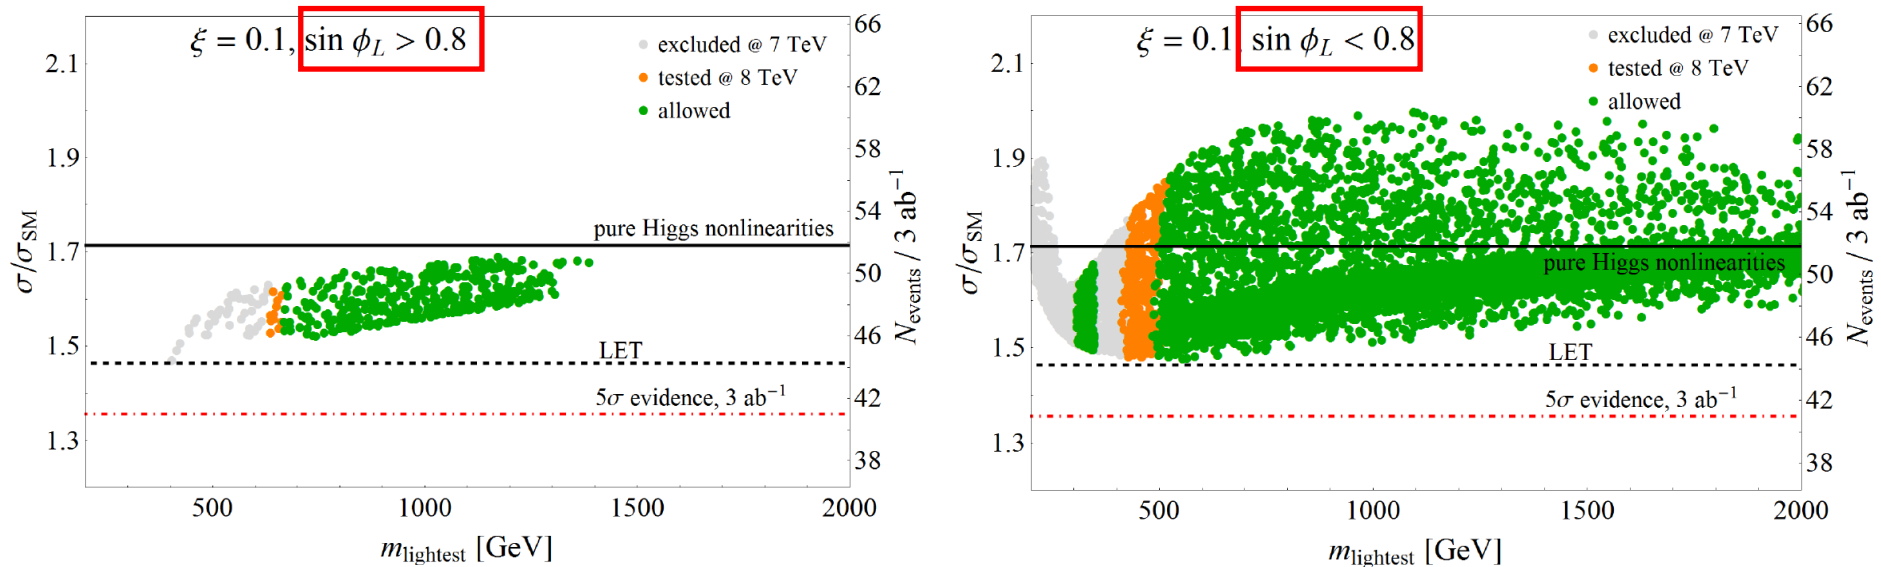 ξ = 0.1, sin ϕL > 0.8
excluded @ 7 TeV
tested @ 8 TeV
allowed
pure Higgs nonlinearities
LET
5σ evidence, 3 ab−1
σ/σSM
2.1
1.9
1.7
1.5
1.3
66
62
58
54
50
46
42
38
Nevents / 3 ab−1
500
1000
1500
2000
mlightest [GeV]
ξ = 0.1, sin ϕL < 0.8
excluded @ 7 TeV
tested @ 8 TeV
allowed
pure Higgs nonlinearities
LET
5σ evidence, 3 ab−1
σ/σSM
2.1
1.9
1.7
1.5
1.3
66
62
58
54
50
46
42
38
Nevents / 3 ab−1
500
1000
1500
2000
mlightest [GeV]